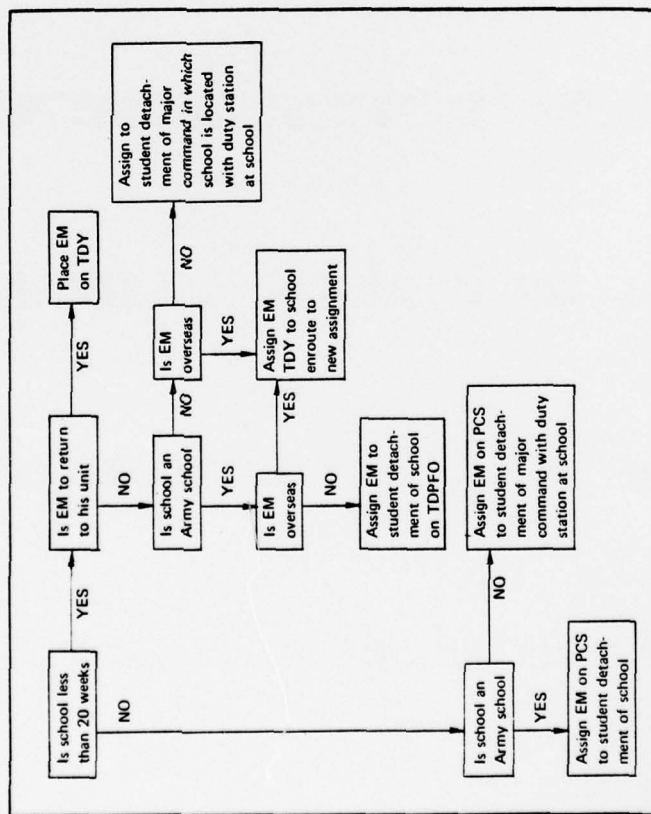 Is school less
than 20 weeks
YES
Is EM to return
to his unit
YES
Place EM
on TDY
NO
NO
Is school an
Army schoof
NO
Is EM
overseas
NO
Assign to
student detach-
ment of major
command in which
school is located
with duty station
at school
YES
YES
Is EM
overseas
YES
Assign EM
TDY to school
enroute to
new assignment
NO
Assign EM to
student detach-
ment of school
on TDPFO
Is school an
Army school
NO
Assign EM on PCS
to student detach-
ment of major
command with duty
station at school
YES
Assign EM on PCS
to student detach-
ment of school